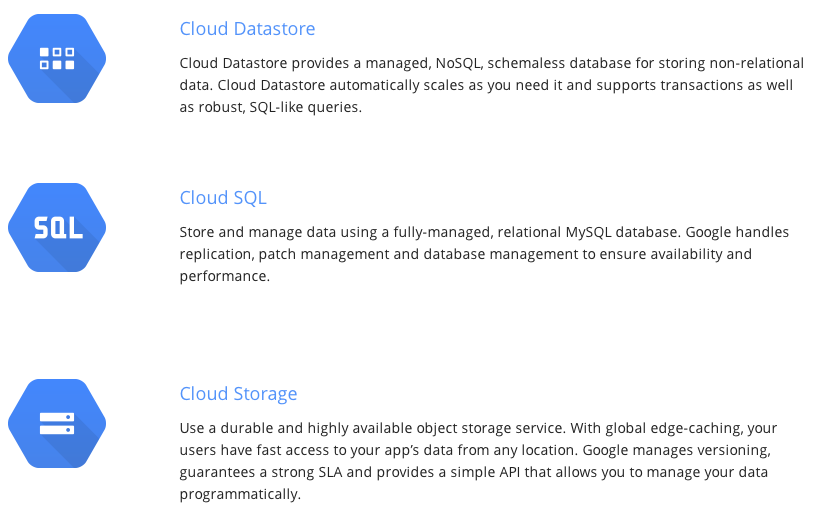 Cloud Datastore
Cloud Datastore provides a managed, NoSQL, schemaless database for storing non-relational
data. Cloud Datastore automatically scales as you need it and supports transactions as well
as robust, SQL-like queries.
Cloud SQL
SQL
Store and manage data using a fully-managed, relational MySQL database. Google handles
replication, patch management and database management to ensure availability and
performance.
Cloud Storage
Use a durable and highly available object storage service. With global edge-caching, your
users have fast access to your app’s data from any location. Google manages versioning,
guarantees a strong SLA and provides a simple API that allows you to manage your data
programmatically.